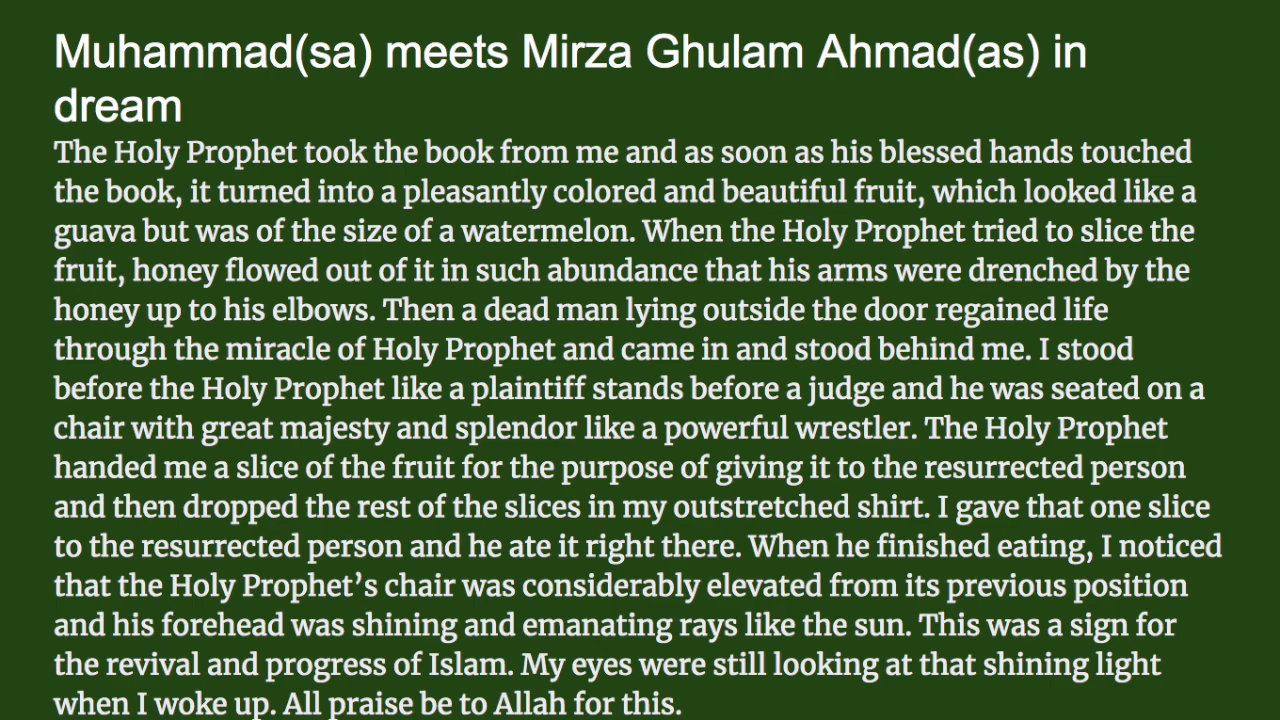 Muhammad(sa) meets Mirza Ghulam Ahmad(as) in
dream
The Holy Prophet took the book from me and as soon as his blessed hands touched
the book, it turned into a pleasantly colored and beautiful fruit, which looked like a
guava but was of the size of a watermelon. When the Holy Prophet tried to slice the
fruit, honey flowed out of it in such abundance that his arms were drenched by the
honey up to his elbows. Then a dead man lying outside the door regained life
through the miracle of Holy Prophet and came in and stood behind me. I stood
before the Holy Prophet like a plaintiff stands before a judge and he was seated on a
chair with great majesty and splendor like a powerful wrestler. The Holy Prophet
handed me a slice of the fruit for the purpose of giving it to the resurrected person
and then dropped the rest of the slices in my outstretched shirt. I gave that one slice
to the resurrected person and he ate it right there. When he finished eating, I noticed
that the Holy Prophet’s chair was considerably elevated from its previous position
and his forehead was shining and emanating rays like the sun. This was a sign for
the revival and progress of Islam. My eyes were still looking at that shining light
when I woke up. All praise be to Allah for this.